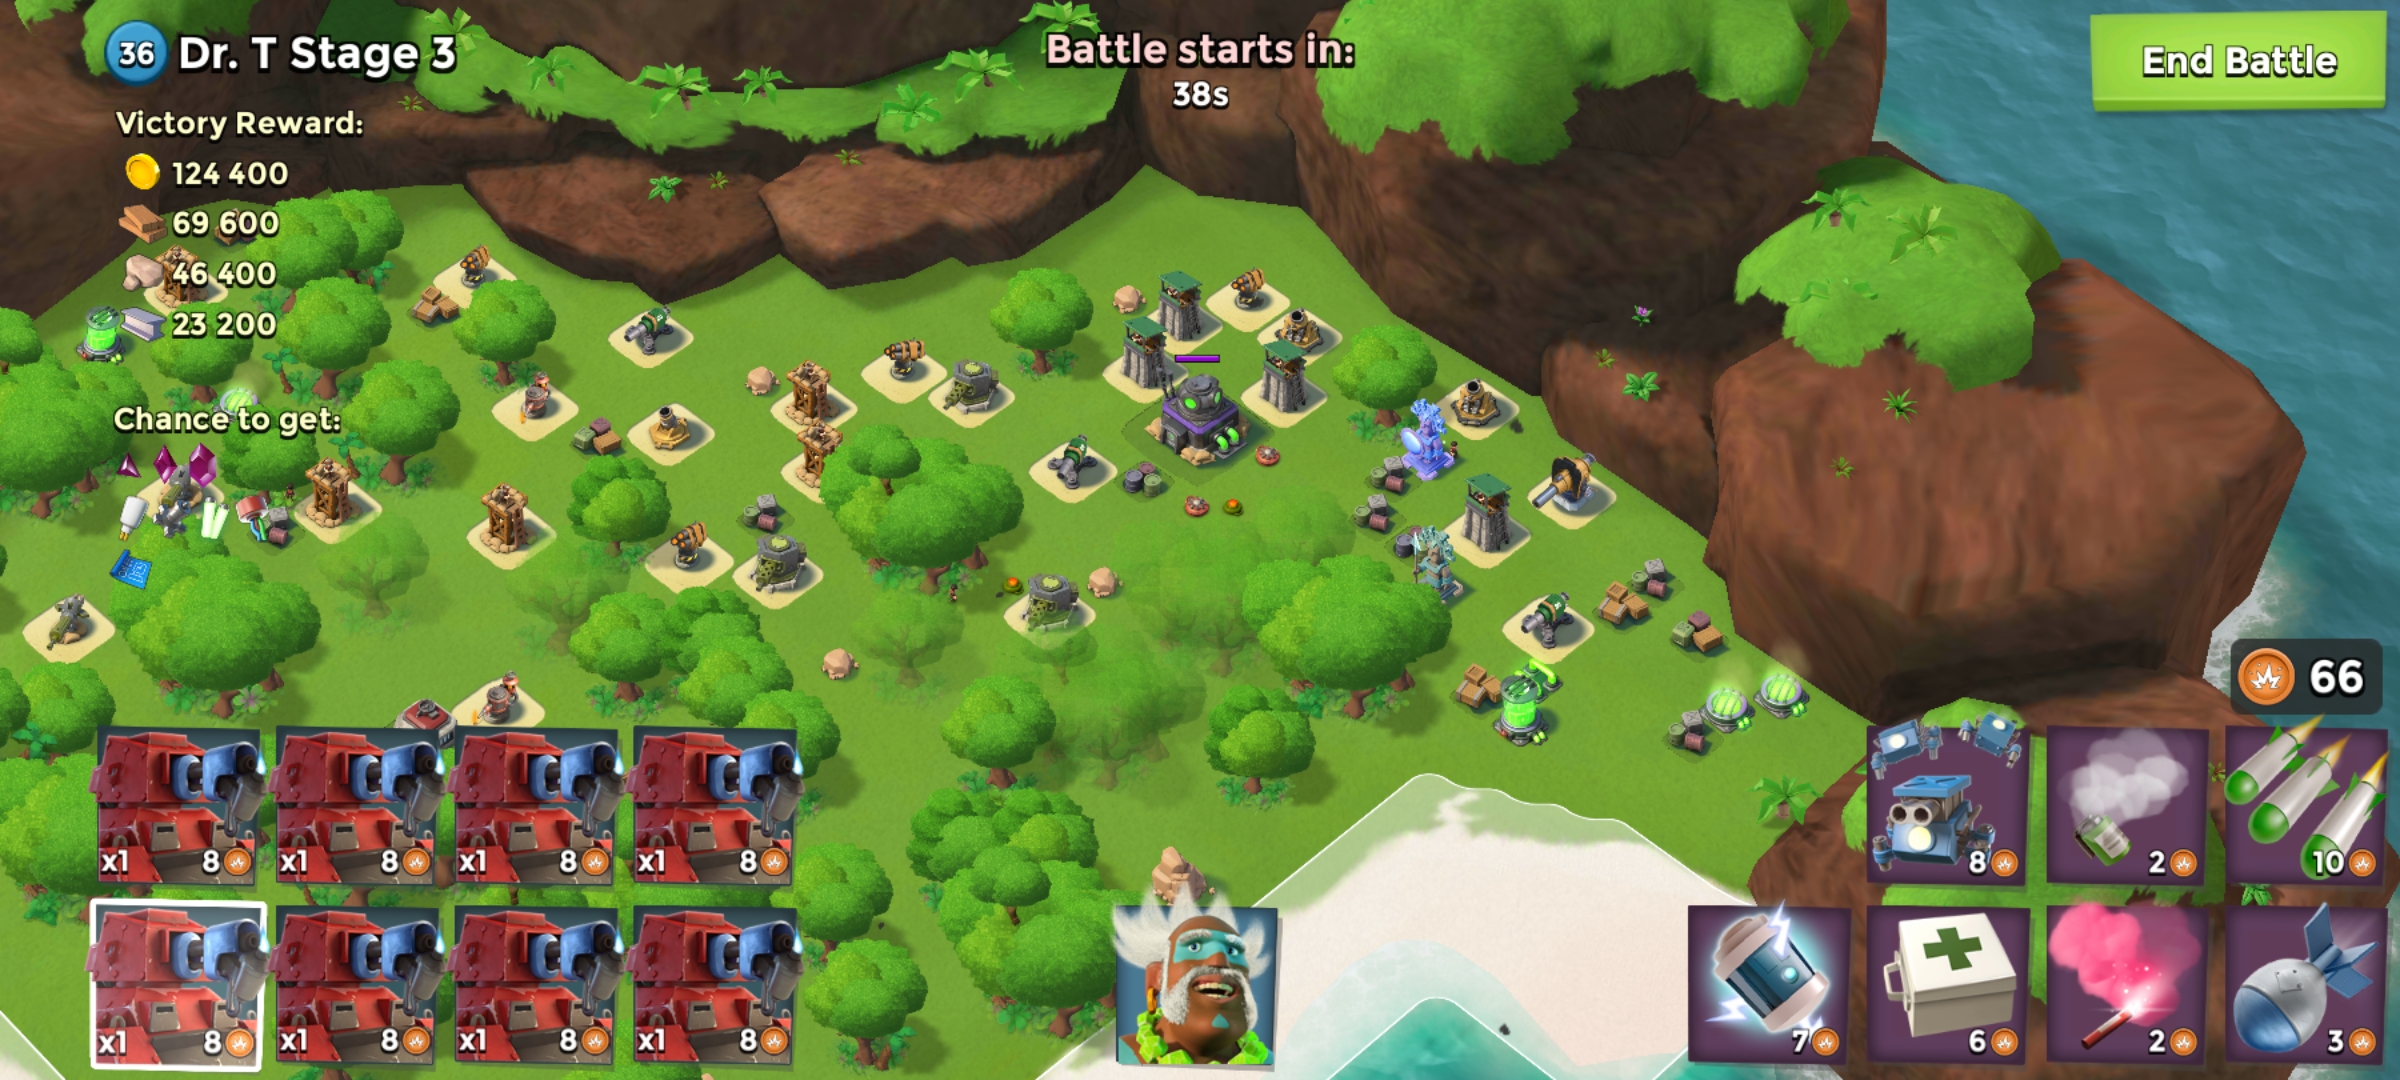 36 Dr. T Stage 3
Battle starts in:
38s
End Battle
Victory Reward:
124 400
69 600
46 400
23 200
Chance to get:
66
x1 8
x1 8
x1 8
x1 8
8
2
10
x1 8
x1 8
x1 8
x1 8
7
6
2
3